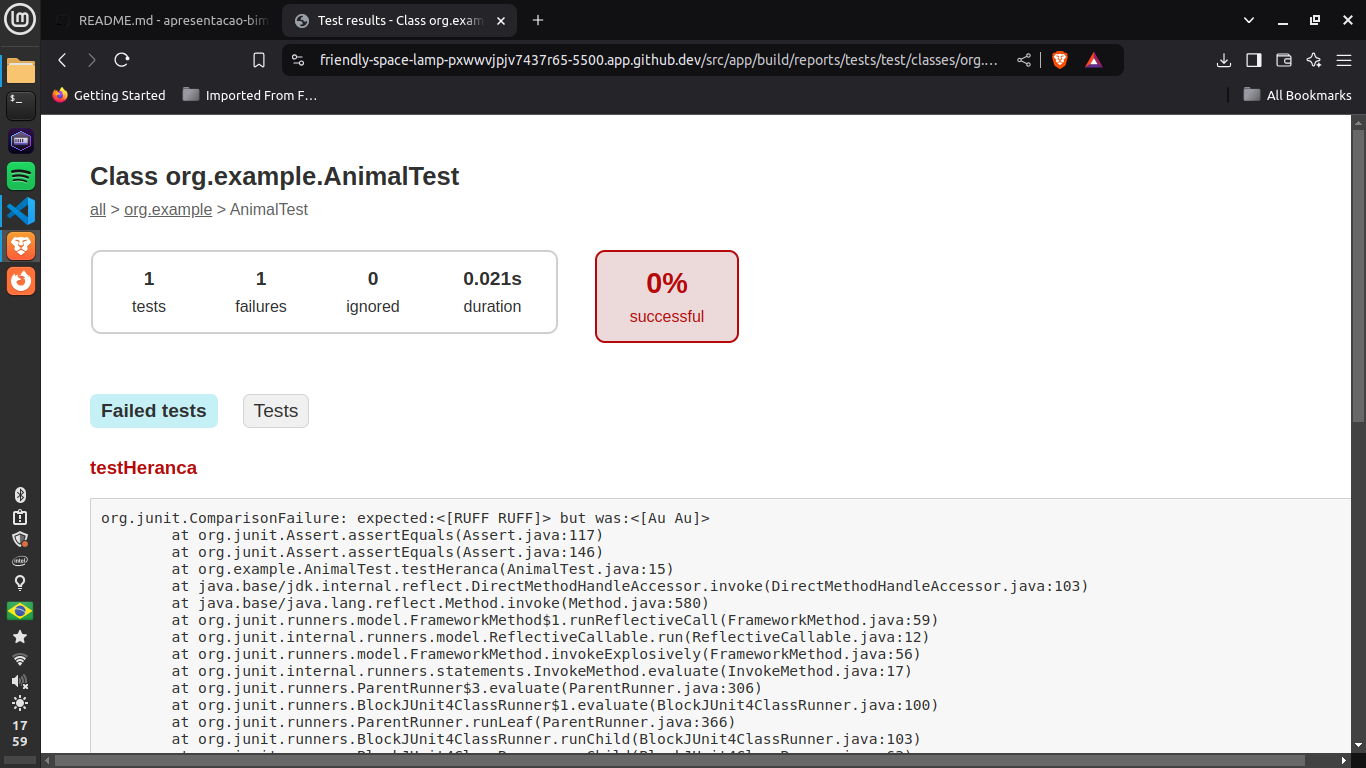 README.md - apresentacao-bim
Test results - Class org.exam
friendly-space-lamp-pxwwvjpjv7437r65-5500.app.github.dev/src/app/build/reports/tests/test/classes/org....
Getting Started
Imported From F...
All Bookmarks
Class org.example.AnimalTest
all > org.example > AnimalTest
1
tests
1
failures
0
ignored
0.021s
duration
0%
successful
Failed tests
Tests
testHeranca
org.junit.ComparisonFailure: expected:<[RUFF RUFF]> but was:<[Au Au]>
at org.junit.Assert.assertEquals(Assert.java:117)
at org.junit.Assert.assertEquals(Assert.java:146)
at org.example.AnimalTest.testHeranca(AnimalTest.java:15)
at java.base/jdk.internal.reflect.DirectMethodHandleAccessor.invoke(DirectMethodHandleAccessor.java:103)
at java.base/java.lang.reflect.Method.invoke(Method.java:580)
at org.junit.runners.model.FrameworkMethod$1.runReflectiveCall(FrameworkMethod.java:59)
at org.junit.internal.runners.model.ReflectiveCallable.run(ReflectiveCallable.java:12)
at org.junit.runners.model.FrameworkMethod.invokeExplosively(FrameworkMethod.java:56)
at org.junit.internal.runners.statements.InvokeMethod.evaluate(InvokeMethod.java:17)
at org.junit.runners.ParentRunner$3.evaluate(ParentRunner.java:306)
at org.junit.runners.BlockJUnit4ClassRunner$1.evaluate(BlockJUnit4ClassRunner.java:100)
at org.junit.runners.ParentRunner.runLeaf(ParentRunner.java:366)
at org.junit.runners.BlockJUnit4ClassRunner.runChild(BlockJUnit4ClassRunner.java:103)
intel
17
59